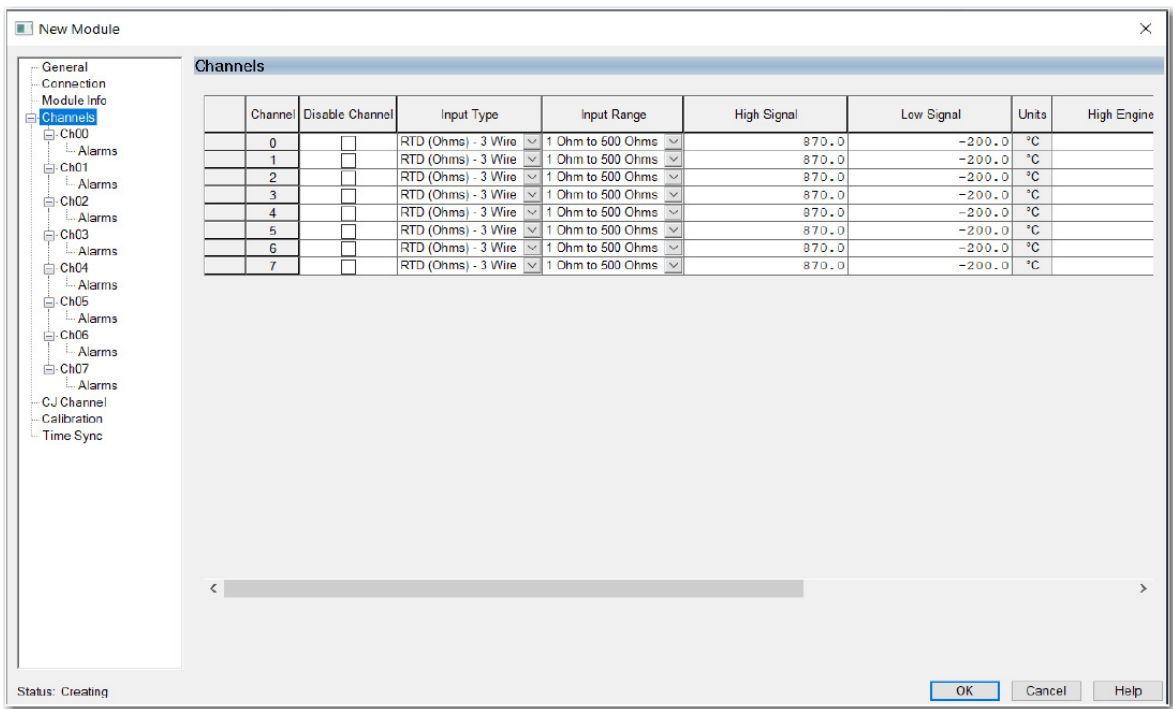 New Module
General
Connection
Module Info
Channels
Ch00
Alarms
Ch01
Alarms
Ch02
Alarms
Ch03
Alarms
Ch04
Alarms
Ch05
Alarms
Ch06
Alarms
Ch07
Alarms
CJ Channel
Calibration
Time Sync
Channels
Channel Disable Channel Input Type Input Range High Signal Low Signal Units High Engine
0 RTD (Ohms) - 3 Wire 1 Ohm to 500 Ohms 870.0 -200.0 °C
1 RTD (Ohms) - 3 Wire 1 Ohm to 500 Ohms 870.0 -200.0 °C
2 RTD (Ohms) - 3 Wire 1 Ohm to 500 Ohms 870.0 -200.0 °C
3 RTD (Ohms) - 3 Wire 1 Ohm to 500 Ohms 870.0 -200.0 °C
4 RTD (Ohms) - 3 Wire 1 Ohm to 500 Ohms 870.0 -200.0 °C
5 RTD (Ohms) - 3 Wire 1 Ohm to 500 Ohms 870.0 -200.0 °C
6 RTD (Ohms) - 3 Wire 1 Ohm to 500 Ohms 870.0 -200.0 °C
7 RTD (Ohms) - 3 Wire 1 Ohm to 500 Ohms 870.0 -200.0 °C
Status: Creating
OK Cancel Help